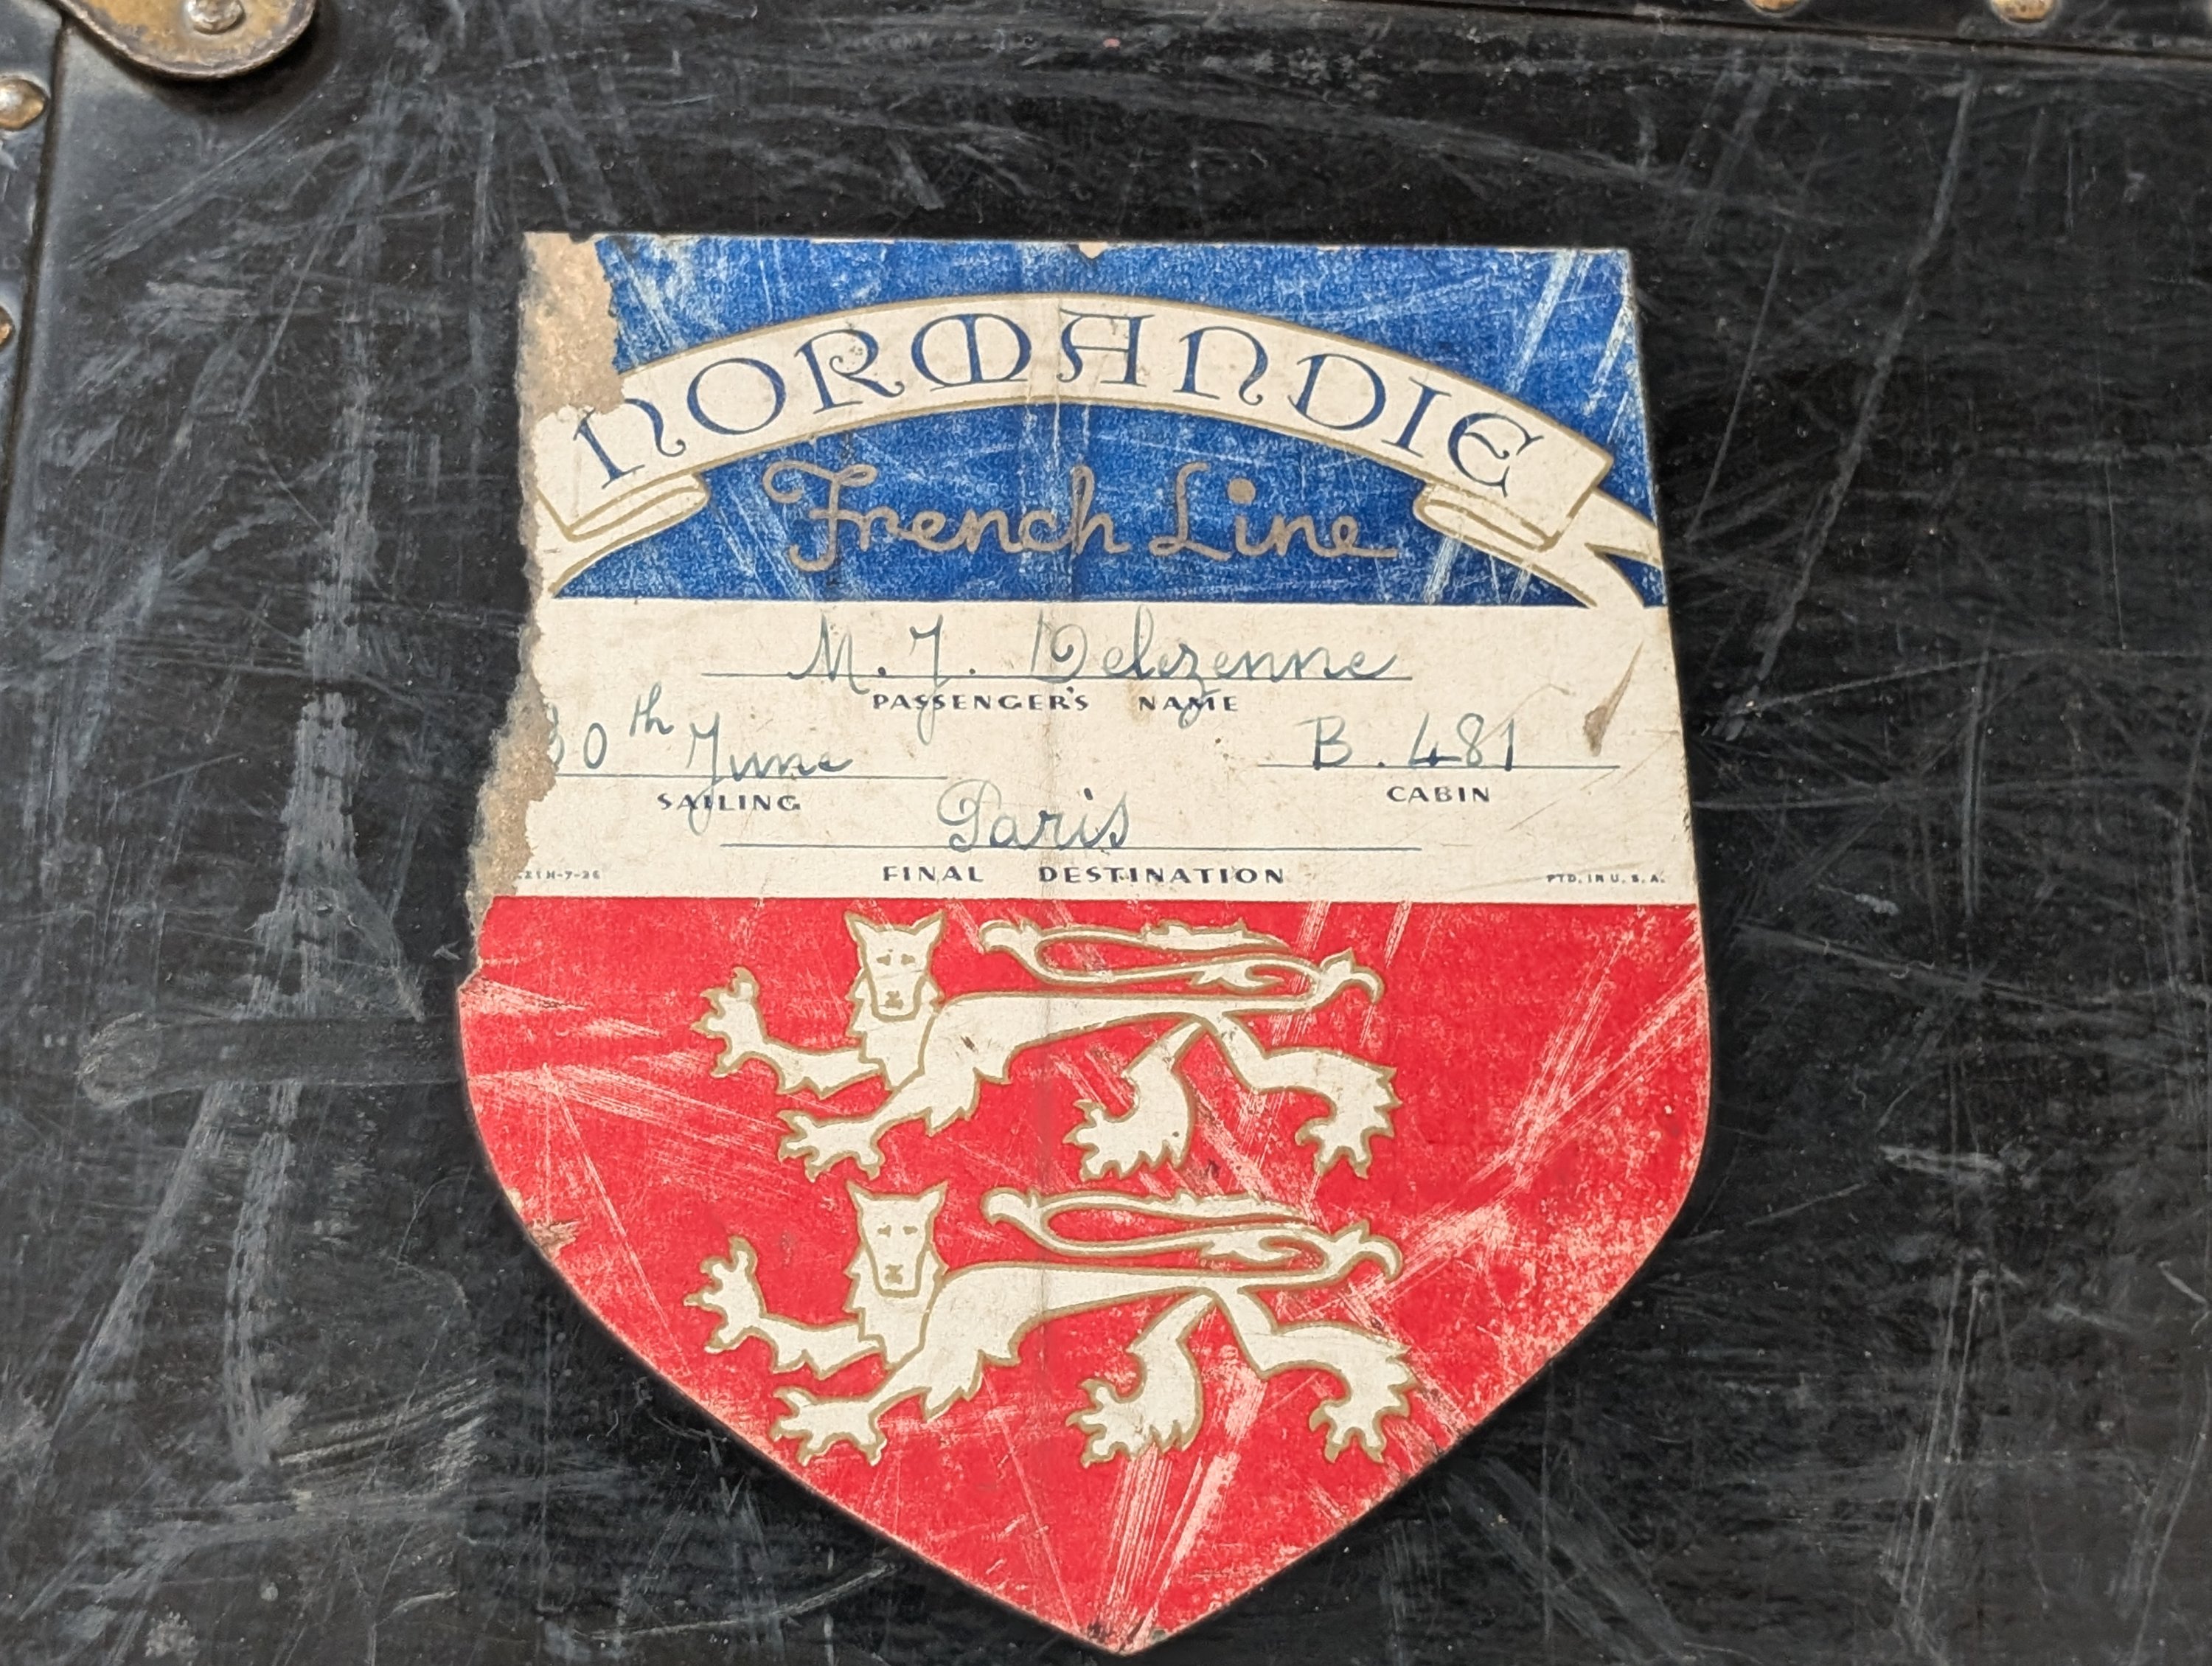 NORMANDIE
French Line
M. J. Delezenne
PASSENGER'S NAME
30th June
B. 481
SAILING
CABIN
Paris
FINAL DESTINATION
PTD. IN U. S. A.